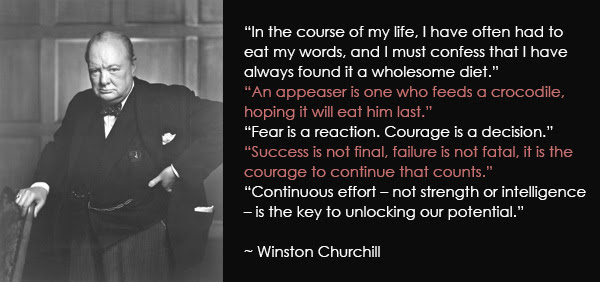 “In the course of my life, I have often had to
eat my words, and I must confess that I have
always found it a wholesome diet.”
“An appeaser is one who feeds a crocodile,
hoping it will eat him last.”
“Fear is a reaction. Courage is a decision.”
“Success is not final, failure is not fatal, it is the
courage to continue that counts.”
“Continuous effort – not strength or intelligence
– is the key to unlocking our potential.”
~ Winston Churchill